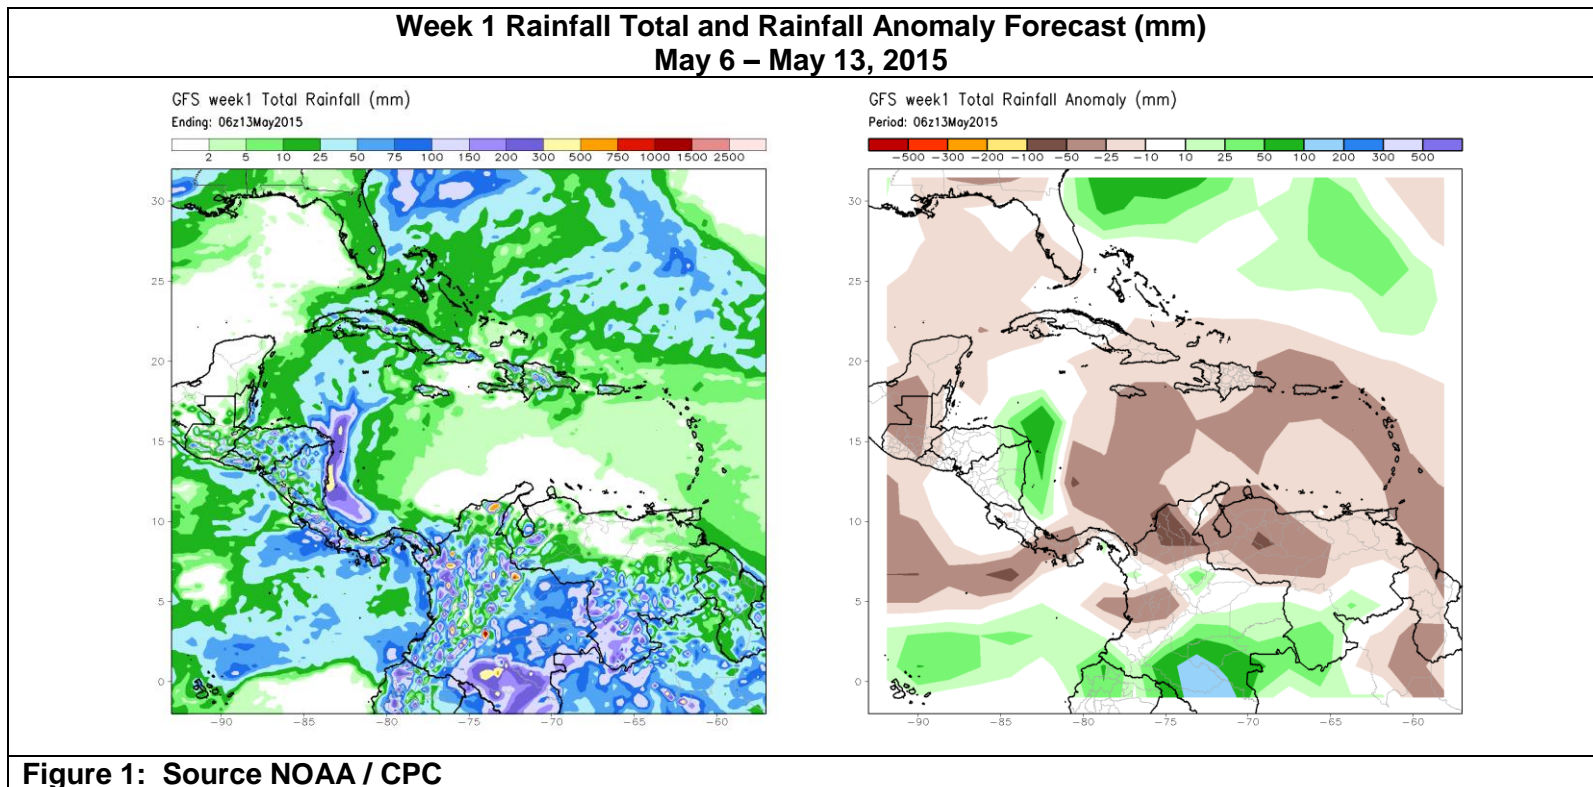 Week 1 Rainfall Total and Rainfall Anomaly Forecast (mm)
May 6 – May 13, 2015
GFS week1 Total Rainfall (mm)
Ending: 06z13May2015
2 5 10 25 50 75 100 150 200 300 500 750 1000 1500 2500
30
25
20
15
10
5
0
−90 −85 −80 −75 −70 −65 −60
GFS week1 Total Rainfall Anomaly (mm)
Period: 06z13May2015
−500 −300 −200 −100 −50 −25 −10 10 25 50 100 200 300 500
30
25
20
15
10
5
0
−90 −85 −80 −75 −70 −65 −60
Figure 1: Source NOAA / CPC